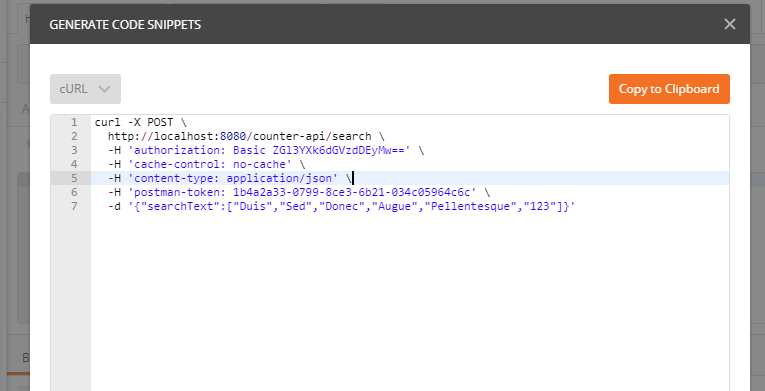 GENERATE CODE SNIPPETS
cURL
Copy to Clipboard
1 curl -X POST \
2 http://localhost:8080/counter-api/search \
3 -H 'authorization: Basic ZGl3YXk6dGVzdDEyMw==' \
4 -H 'cache-control: no-cache' \
5 -H 'content-type: application/json' \
6 -H 'postman-token: 1b4a2a33-0799-8ce3-6b21-034c05964c6c' \
7 -d '{"searchText":["Duis","Sed","Donec","Augue","Pellentesque","123"]}'